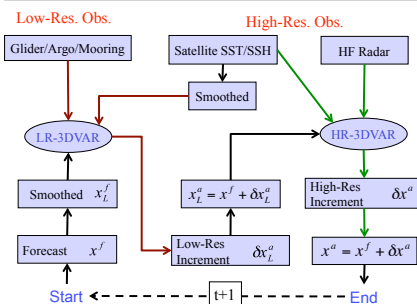 Low-Res. Obs.
High-Res. Obs.
Glider/Argo/Mooring
Satellite SST/SSH
HF Radar
Smoothed
LR-3DVAR
HR-3DVAR
Smoothed x_L^f
x_L^a = x^f + δx_L^a
High-Res
Increment δx^a
Forecast x^f
Low-Res
Increment δx_L^a
x^a = x^f + δx^a
Start
t+1
End